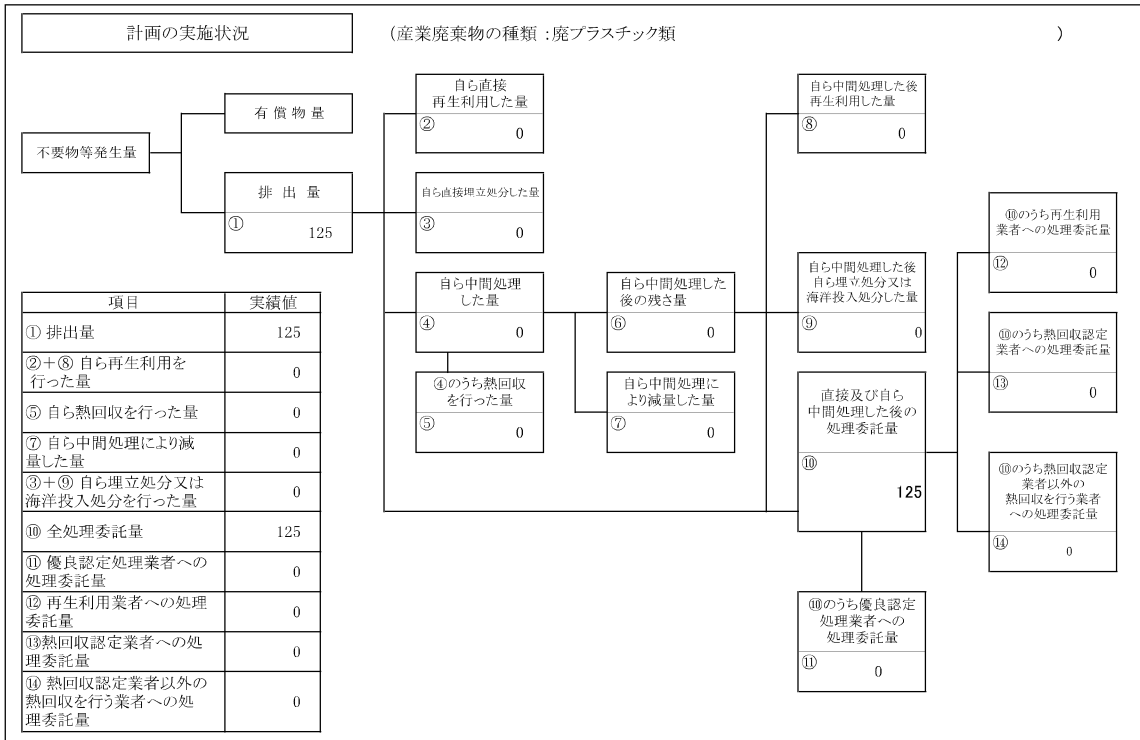 計画の実施状況
(産業廃棄物の種類:廃プラスチック類 )
不要物等発生量
有償物量
排出量
① 125
自ら直接
再生利用した量
② 0
自ら直接埋立処分した量
③ 0
自ら中間処理
した量
④ 0
④のうち熱回収
を行った量
⑤ 0
自ら中間処理した
後の残さ量
⑥ 0
自ら中間処理に
より減量した量
⑦ 0
自ら中間処理した後
再生利用した量
⑧ 0
自ら中間処理した後
自ら埋立処分又は
海洋投入処分した量
⑨ 0
直接及び自ら
中間処理した後の
処理委託量
⑩ 125
⑩のうち優良認定
処理業者への
処理委託量
⑪ 0
⑩のうち再生利用
業者への処理委託量
⑫ 0
⑩のうち熱回収認定
業者への処理委託量
⑬ 0
⑩のうち熱回収認定
業者以外の
熱回収を行う業者
への処理委託量
⑭ 0
項目 実績値
① 排出量 125
②+⑧ 自ら再生利用を
行った量 0
⑤ 自ら熱回収を行った量 0
⑦ 自ら中間処理により減
量した量 0
③+⑨ 自ら埋立処分又は
海洋投入処分を行った量 0
⑩ 全処理委託量 125
⑪ 優良認定処理業者への
処理委託量 0
⑫ 再生利用業者への処理
委託量 0
⑬熱回収認定業者への処
理委託量 0
⑭ 熱回収認定業者以外の
熱回収を行う業者への処
理委託量 0